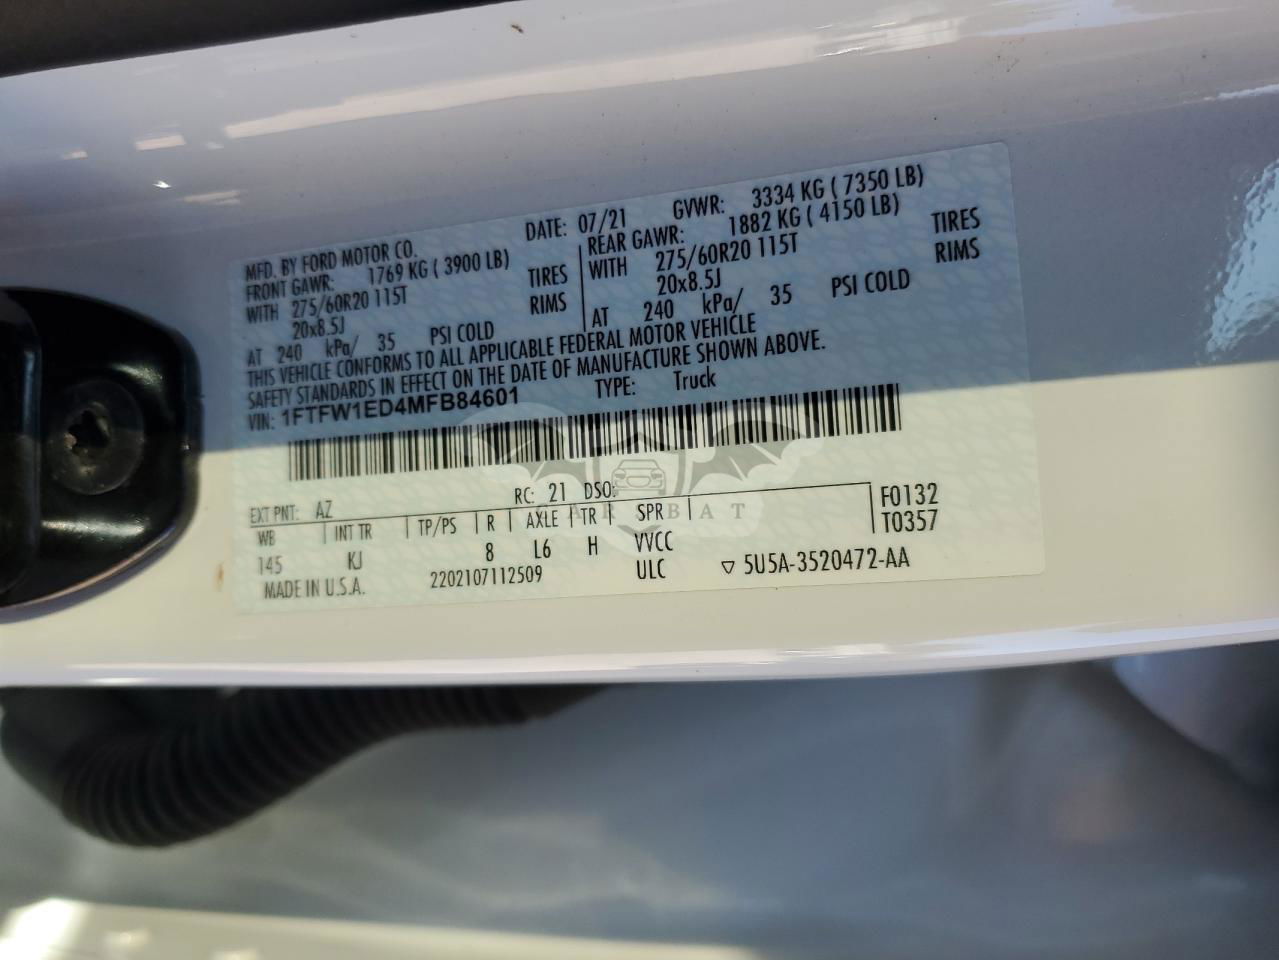 MFD. BY FORD MOTOR CO.
DATE: 07/21 GVWR: 3334 KG ( 7350 LB)
FRONT GAWR: 1769 KG ( 3900 LB)
WITH 275/60R20 115T TIRES
20x8.5J RIMS
AT 240 kPa/ 35 PSI COLD
REAR GAWR: 1882 KG ( 4150 LB)
WITH 275/60R20 115T TIRES
20x8.5J RIMS
AT 240 kPa/ 35 PSI COLD
THIS VEHICLE CONFORMS TO ALL APPLICABLE FEDERAL MOTOR VEHICLE
SAFETY STANDARDS IN EFFECT ON THE DATE OF MANUFACTURE SHOWN ABOVE.
VIN: 1FTFW1ED4MFB84601 TYPE: Truck
EXT PNT: AZ RC: 21 DSO:
WB INT TR TP/PS R AXLE TR SPR
F0132
T0357
145 KJ 8 L6 H VVCC
MADE IN U.S.A. 2202107112509 ULC ▽ 5U5A-3520472-AA
CAR BAT